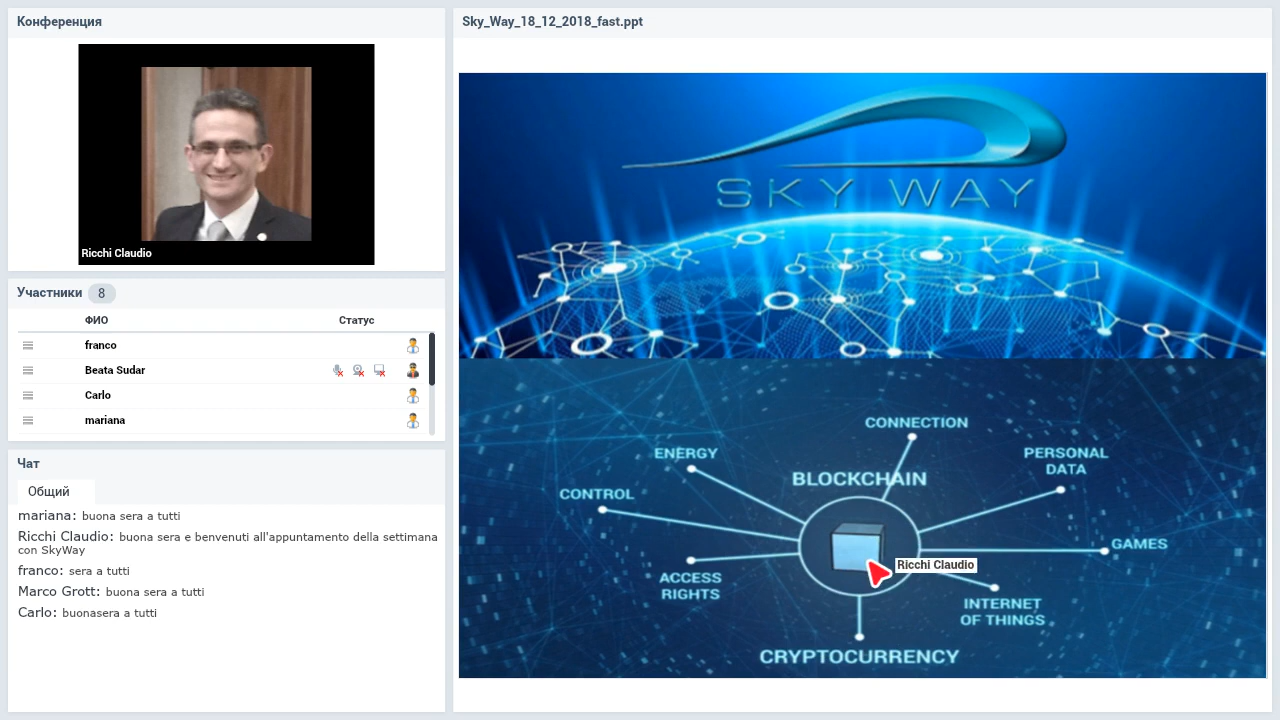 Конференция
Ricchi Claudio
Участники 8
ФИО Статус
franco
Beata Sudar
Carlo
mariana
Чат
Общий
mariana: buona sera a tutti
Ricchi Claudio: buona sera e benvenuti all'appuntamento della settimana
con SkyWay
franco: sera a tutti
Marco Grott: buona sera a tutti
Carlo: buonasera a tutti
Sky_Way_18_12_2018_fast.ppt
SKY WAY
CONNECTION
ENERGY
PERSONAL
DATA
BLOCKCHAIN
CONTROL
GAMES
Ricchi Claudio
ACCESS
RIGHTS
INTERNET
OF THINGS
CRYPTOCURRENCY